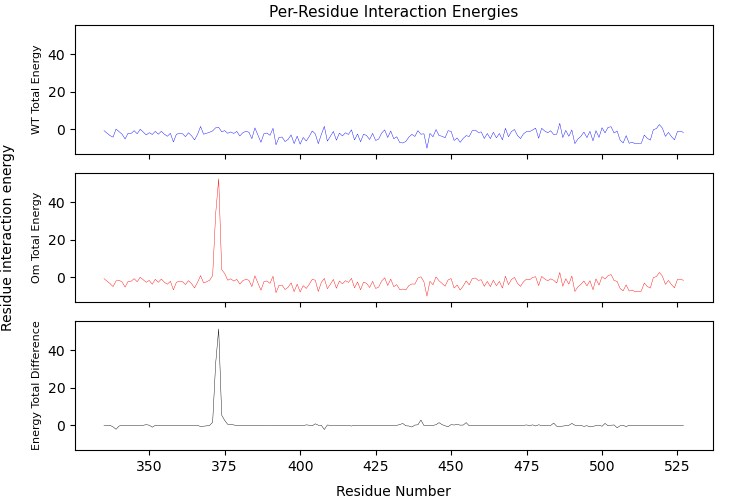 Per-Residue Interaction Energies
Residue interaction energy
WT Total Energy
40
20
0
Om Total Energy
40
20
0
Energy Total Difference
40
20
0
350 375 400 425 450 475 500 525
Residue Number